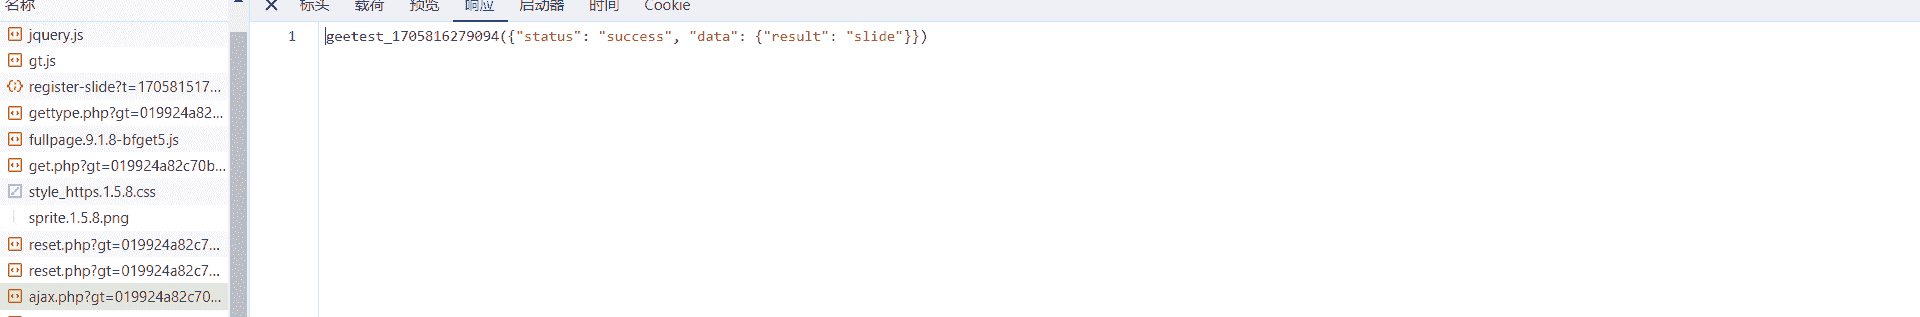 名称
标头 载荷 预览 响应 启动器 时间 Cookie
jquery.js
1 geetest_1705816279094({"status": "success", "data": {"result": "slide"}})
gt.js
register-slide?t=170581517...
gettype.php?gt=019924a82...
fullpage.9.1.8-bfget5.js
get.php?gt=019924a82c70b...
style_https.1.5.8.css
sprite.1.5.8.png
reset.php?gt=019924a82c7...
reset.php?gt=019924a82c7...
ajax.php?gt=019924a82c70...